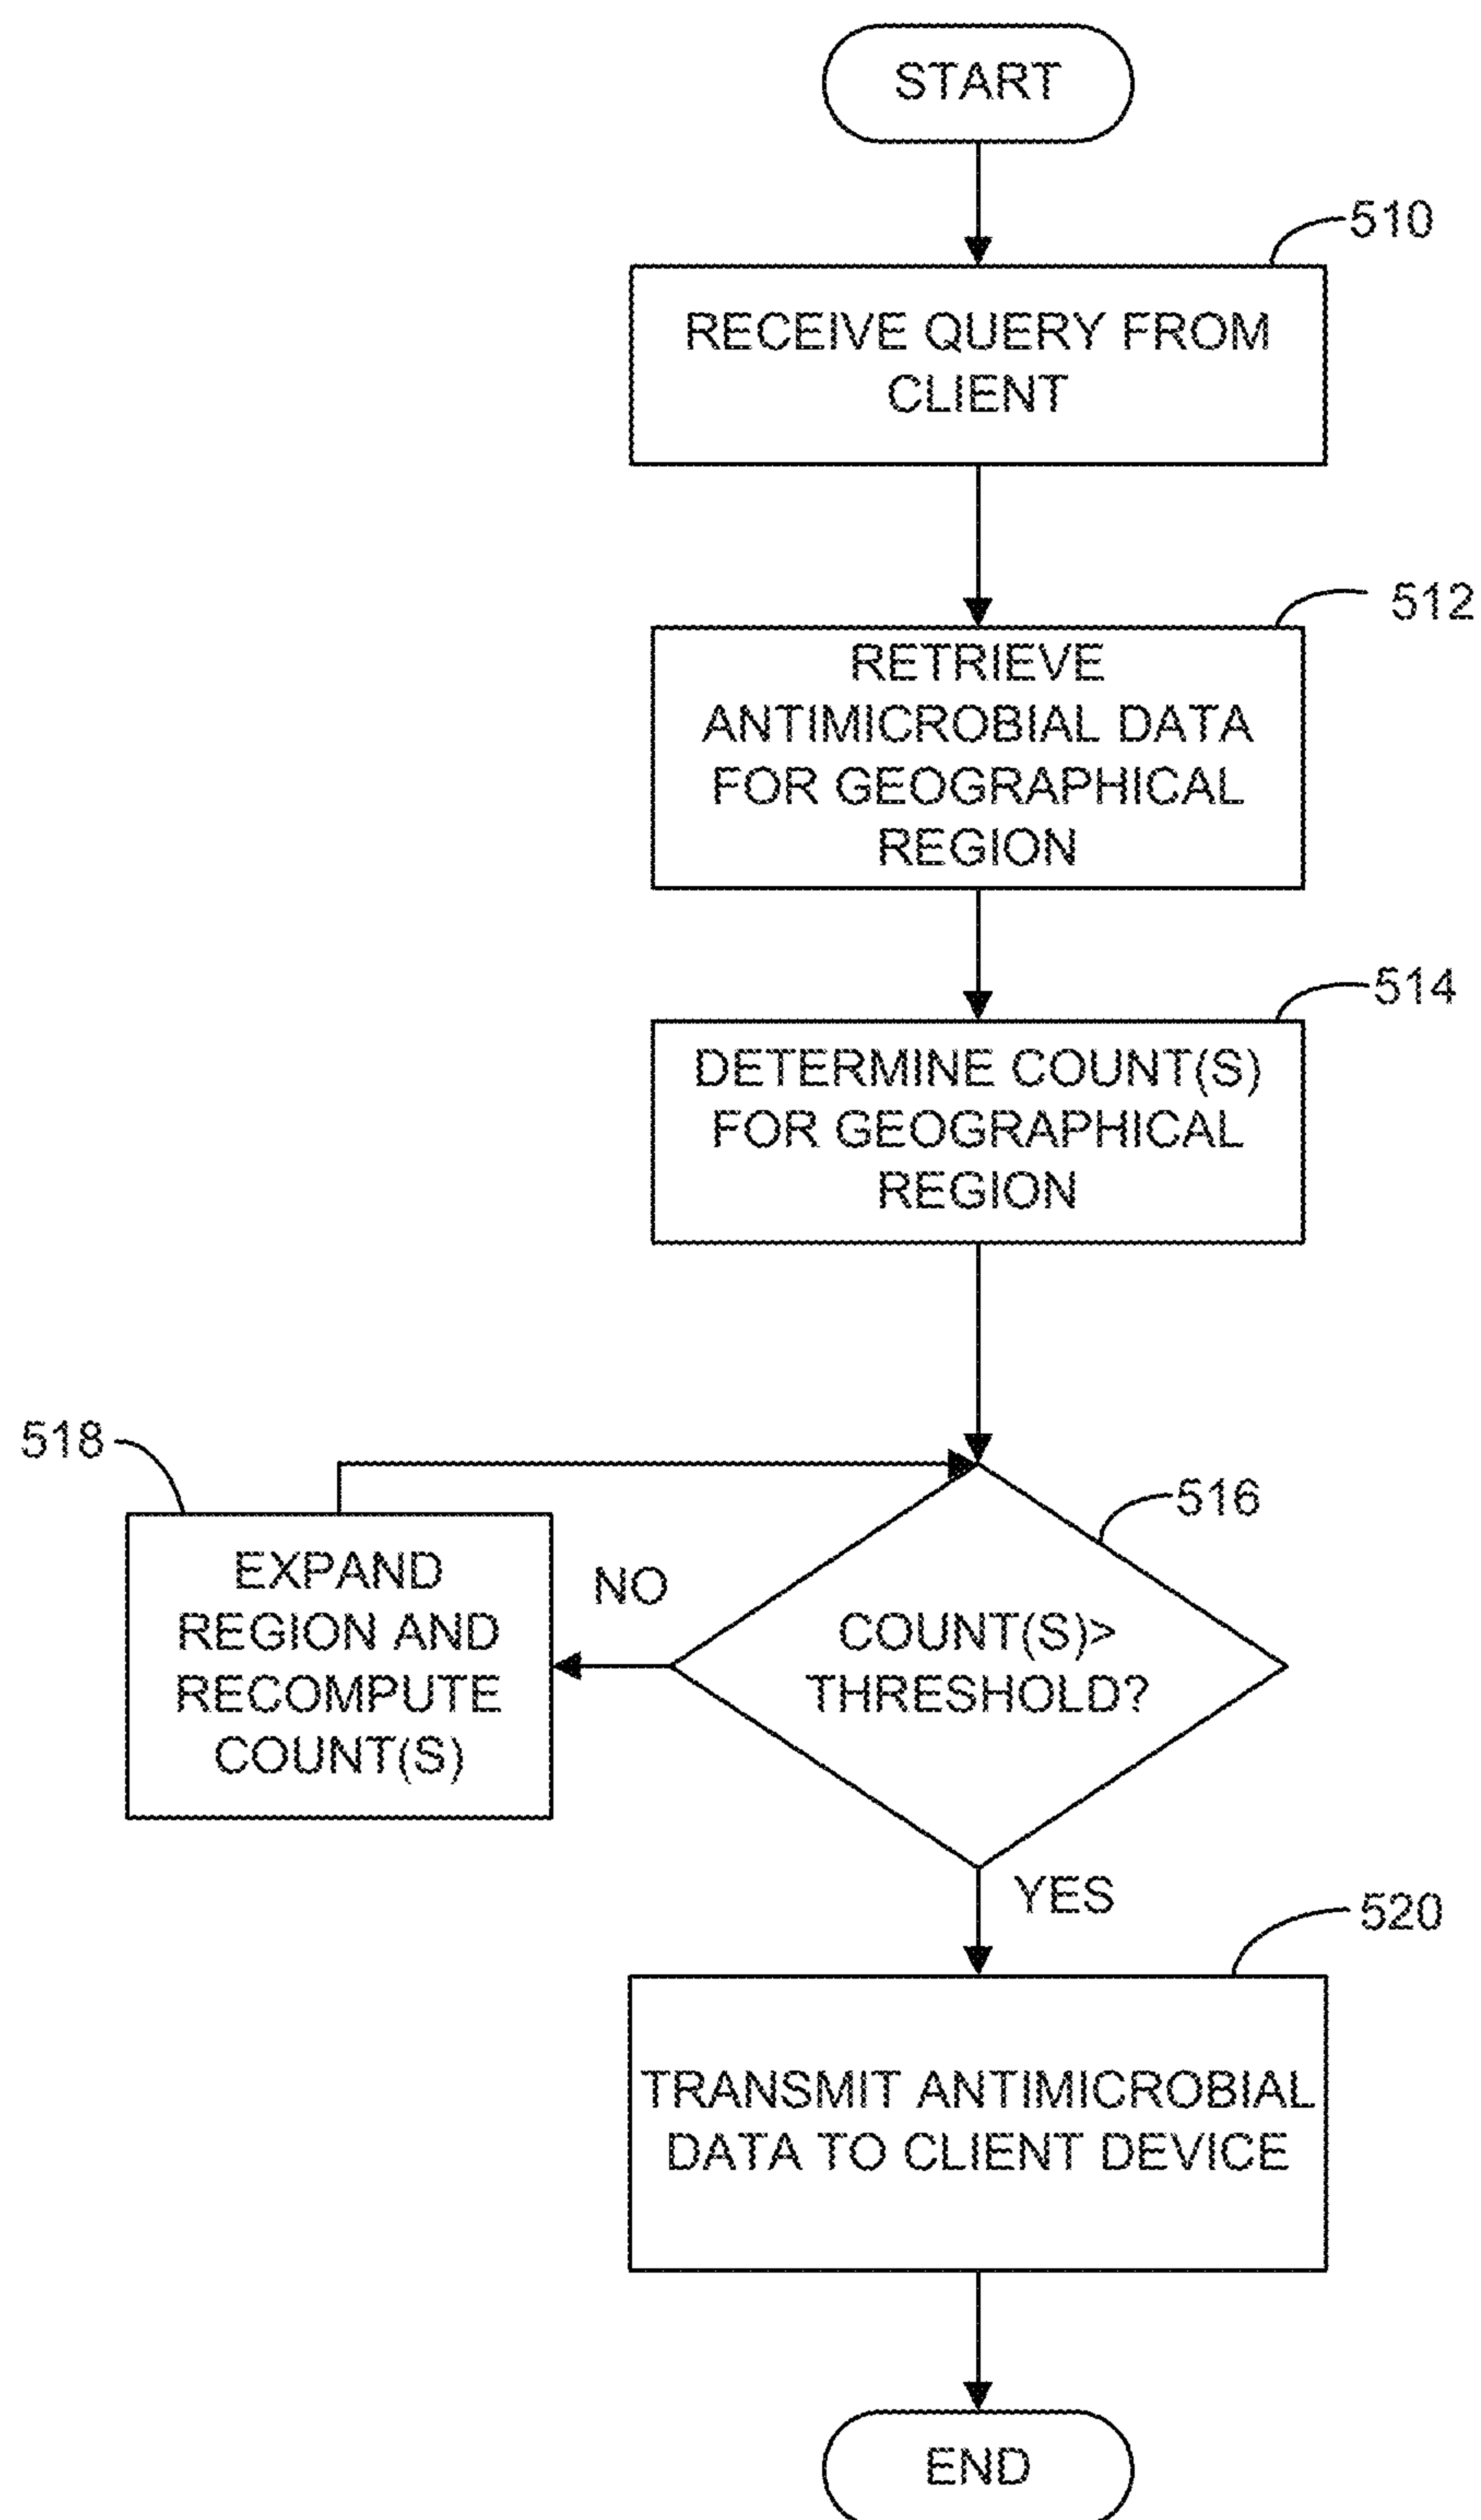 START
510
RECEIVE QUERY FROM
CLIENT
512
RETRIEVE
ANTIMICROBIAL DATA
FOR GEOGRAPHICAL
REGION
514
DETERMINE COUNT(S)
FOR GEOGRAPHICAL
REGION
518
516
EXPAND
REGION AND
RECOMPUTE
COUNT(S)
NO
COUNT(S)>
THRESHOLD?
YES
520
TRANSMIT ANTIMICROBIAL
DATA TO CLIENT DEVICE
END